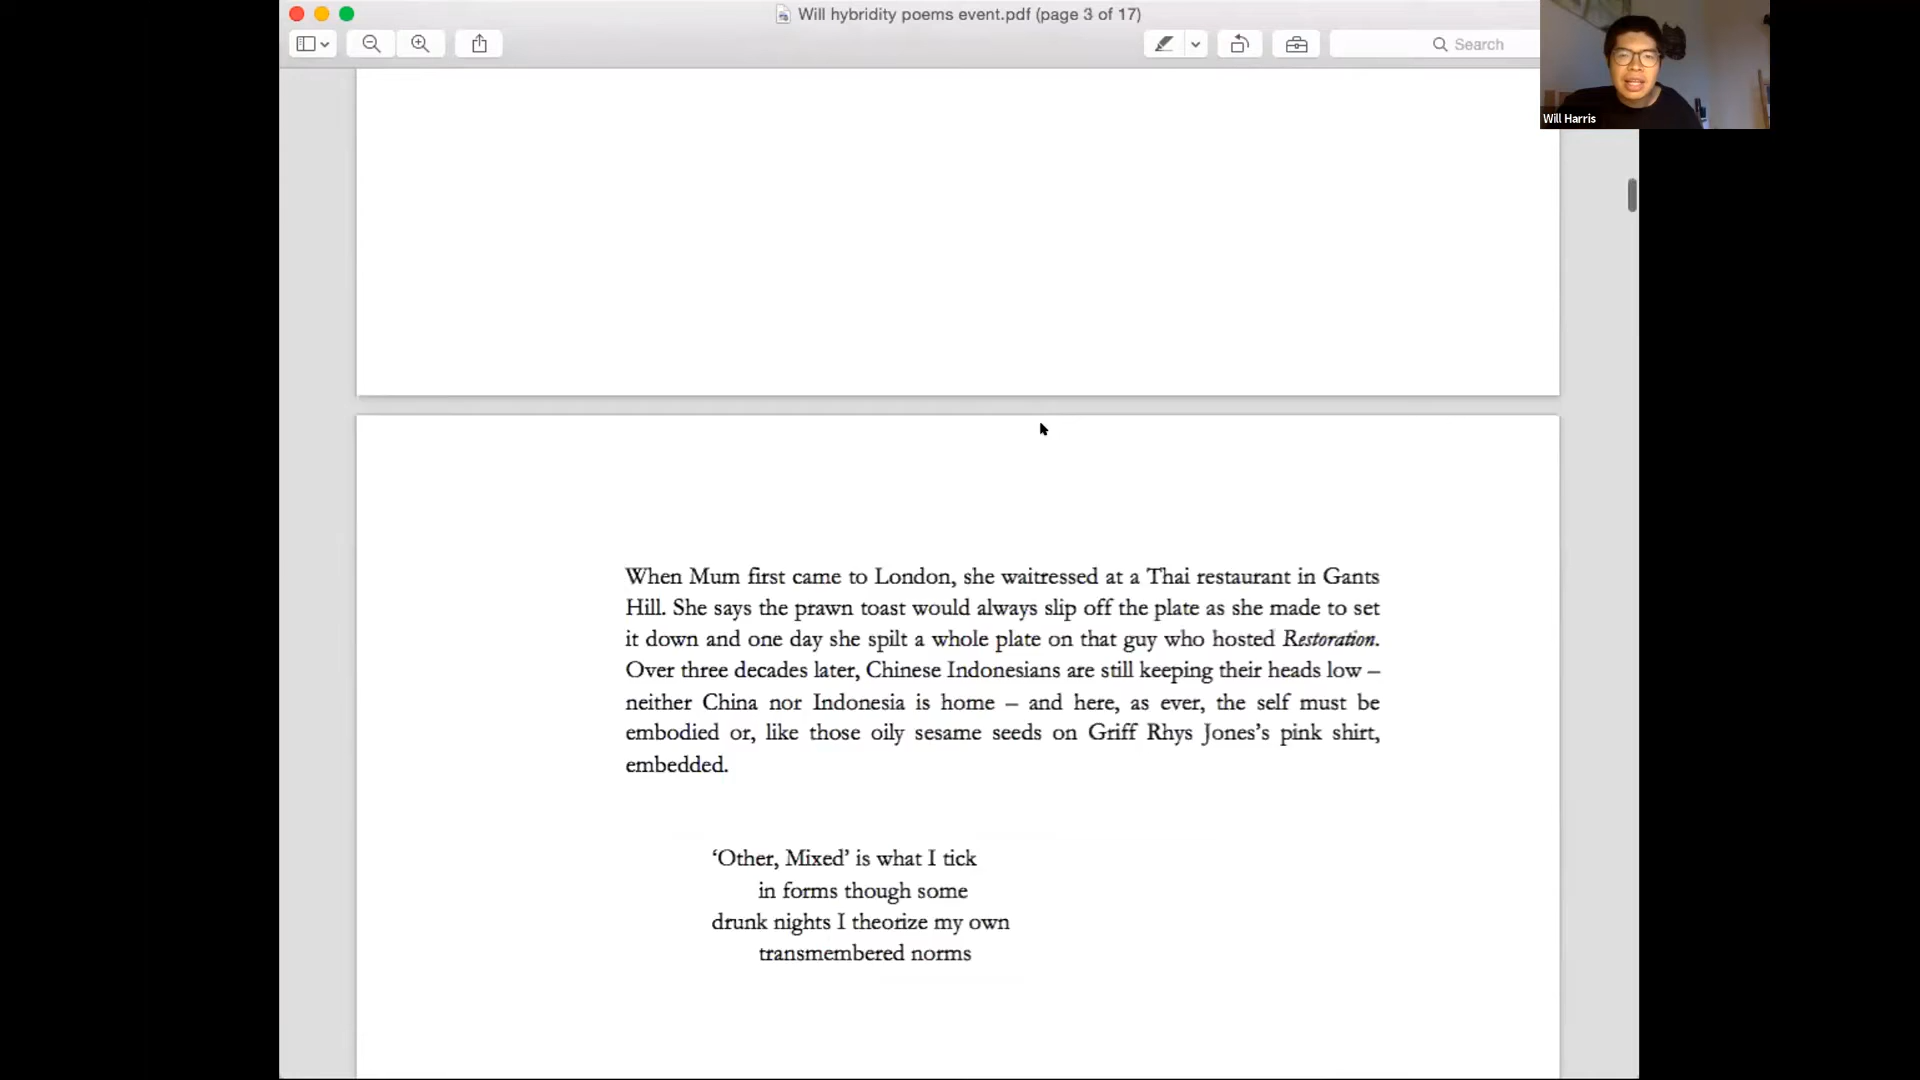 Will hybridity poems event.pdf (page 3 of 17)
Search
Will Harris
When Mum first came to London, she waitressed at a Thai restaurant in Gants
Hill. She says the prawn toast would always slip off the plate as she made to set
it down and one day she spilt a whole plate on that guy who hosted Restoration.
Over three decades later, Chinese Indonesians are still keeping their heads low –
neither China nor Indonesia is home – and here, as ever, the self must be
embodied or, like those oily sesame seeds on Griff Rhys Jones’s pink shirt,
embedded.
‘Other, Mixed’ is what I tick
in forms though some
drunk nights I theorize my own
transmembered norms